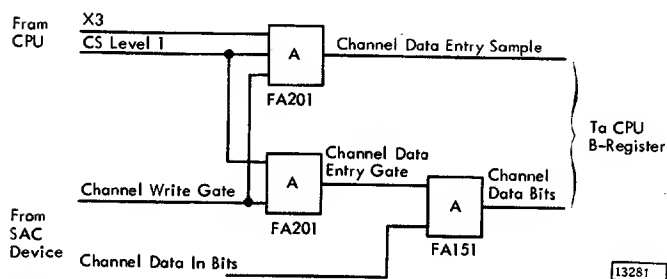 Fram
CPU
X3
CS Level 1
A
FA201
Channel Data Entry Sample
Ta CPU
B-Register
Channel Write Gate
A
FA201
Channel Data
Entry Gate
A
FA151
Channel
Data Bits
From
SAC
Device
Channel Data In Bits
13281